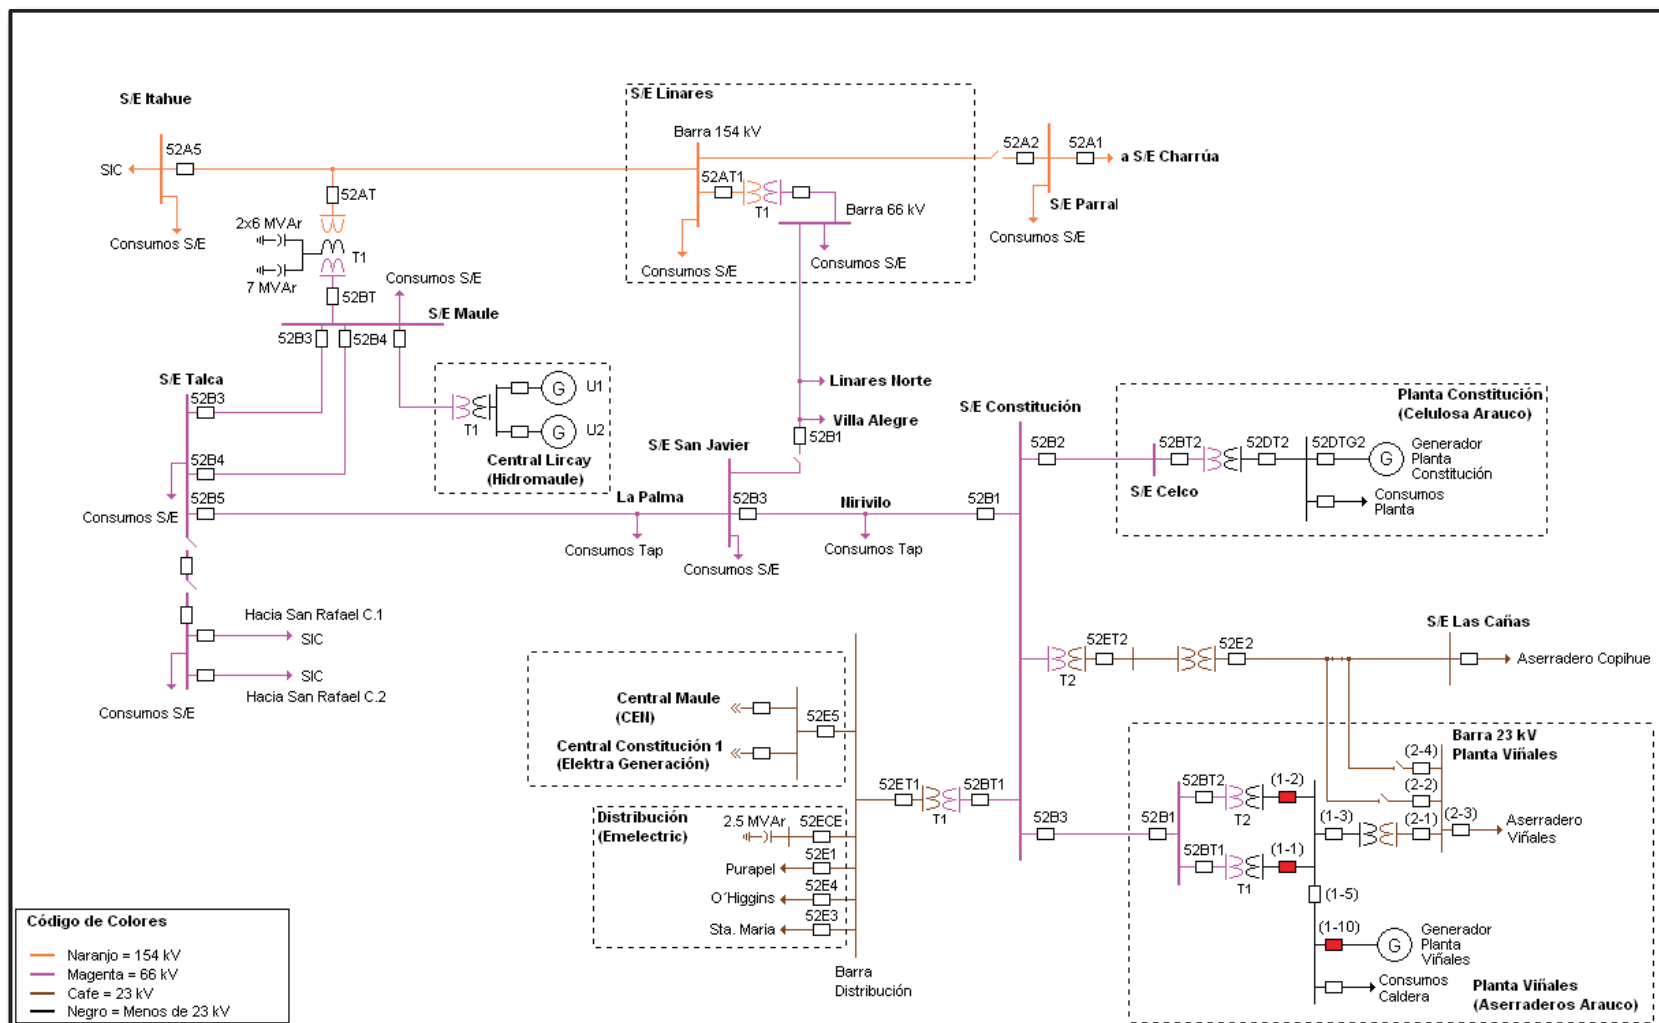 S/E Itahue
52A5
SIC
Consumos S/E
52AT
2x6 MVAr
7 MVAr
T1
52BT
Consumos S/E
S/E Maule
52B3
52B4
S/E Linares
Barra 154 kV
52AT1
T1
Barra 66 kV
Consumos S/E
Consumos S/E
52A2
52A1
a S/E Charrúa
S/E Parral
Consumos S/E
S/E Talca
52B3
52B4
52B5
Consumos S/E
T1
G
U1
G
U2
Central Lircay
(Hidromaule)
Linares Norte
Villa Alegre
52B1
S/E San Javier
La Palma
52B3
Nirivilo
52B1
Consumos Tap
Consumos S/E
Consumos Tap
S/E Constitución
52B2
Planta Constitución
(Celulosa Arauco)
52BT2
52DT2
52DTG2
G
Generador
Planta
Constitución
S/E Celco
Consumos
Planta
Hacia San Rafael C.1
SIC
SIC
Hacia San Rafael C.2
Consumos S/E
52ET2
T2
52E2
S/E Las Cañas
Aserradero Copihue
Central Maule
(CEN)
52E5
Central Constitución 1
(Elektra Generación)
52ET1
T1
52BT1
Distribución
(Emelectric)
2.5 MVAr
52ECE
52E1
Purapel
52E4
O´Higgins
52E3
Sta. Maria
Barra
Distribución
52B3
52B1
52BT2
T2
(1-2)
52BT1
T1
(1-1)
Barra 23 kV
Planta Viñales
(2-4)
(2-2)
(1-3)
(2-1)
(2-3)
Aserradero
Viñales
(1-5)
(1-10)
G
Generador
Planta
Viñales
Consumos
Caldera
Planta Viñales
(Aserraderos Arauco)
Código de Colores
Naranjo = 154 kV
Magenta = 66 kV
Cafe = 23 kV
Negro = Menos de 23 kV